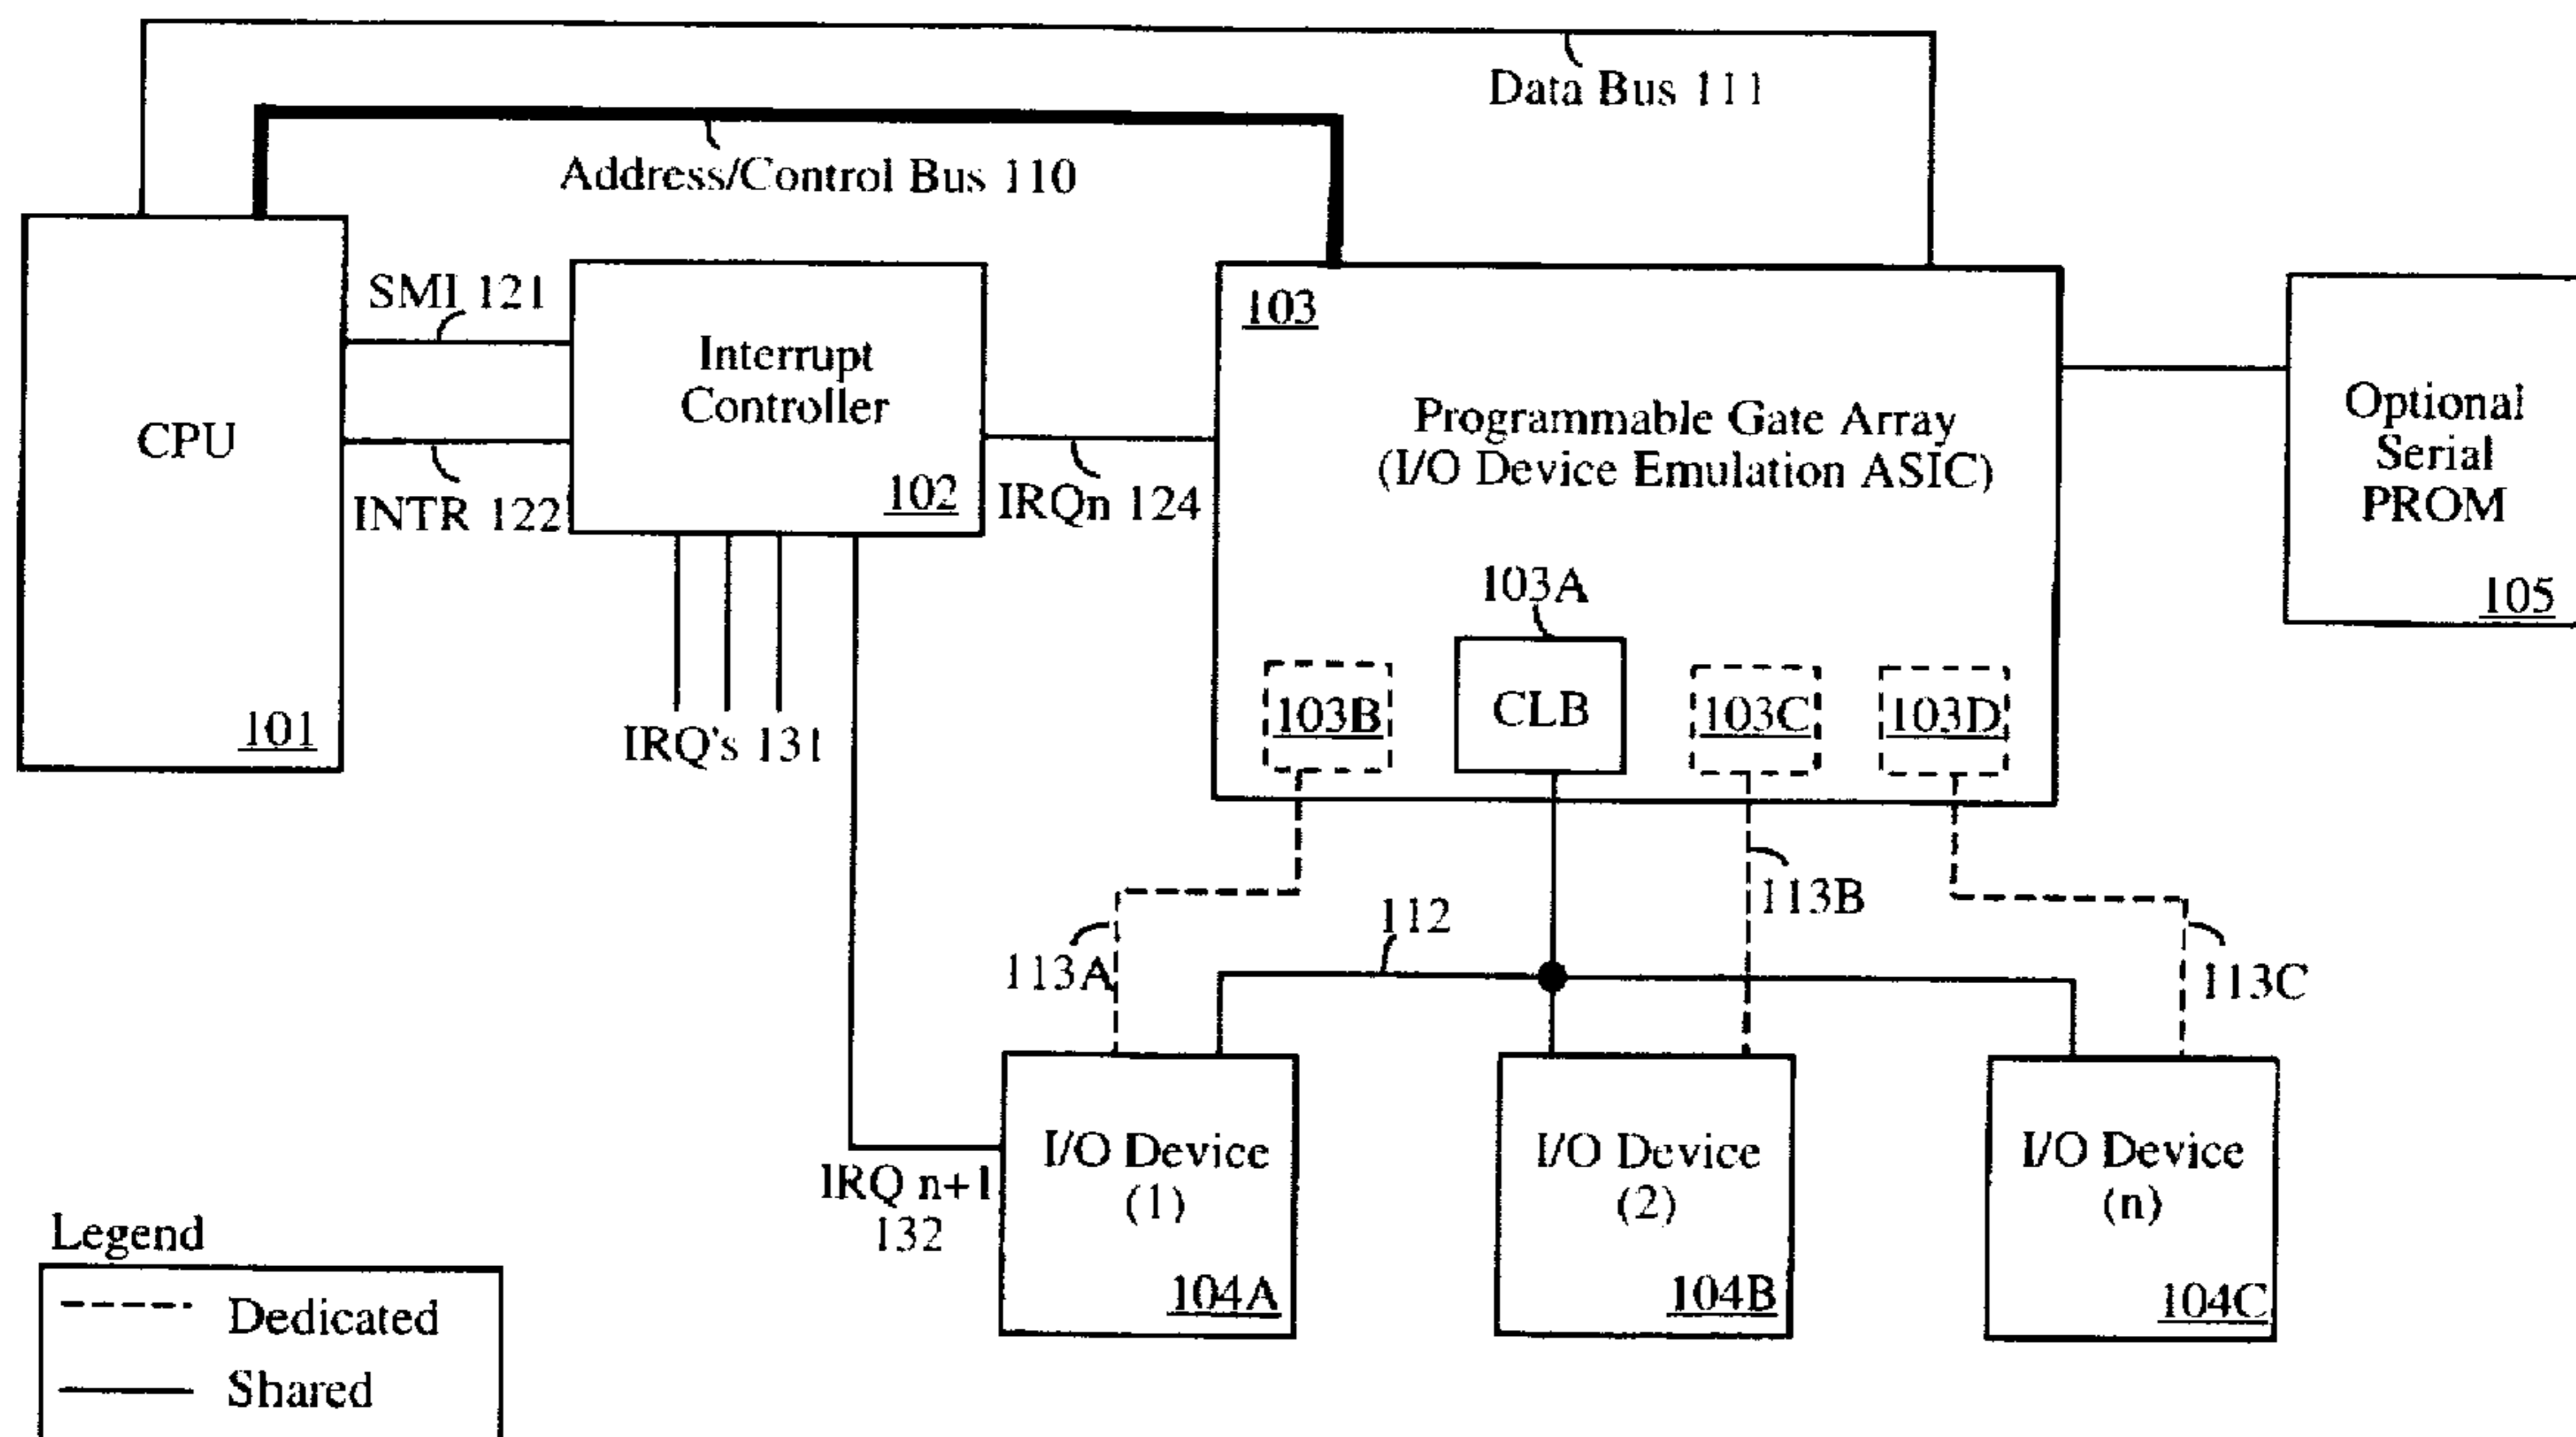 Data Bus 111
Address/Control Bus 110
SMI 121
INTR 122
CPU
101
Interrupt
Controller
102
IRQn 124
IRQ's 131
103
Programmable Gate Array
(I/O Device Emulation ASIC)
103A
CLB
103B
103C
103D
Optional
Serial
PROM
105
113A
112
113B
113C
IRQ n+1
132
I/O Device
(1)
104A
I/O Device
(2)
104B
I/O Device
(n)
104C
Legend
Dedicated
Shared